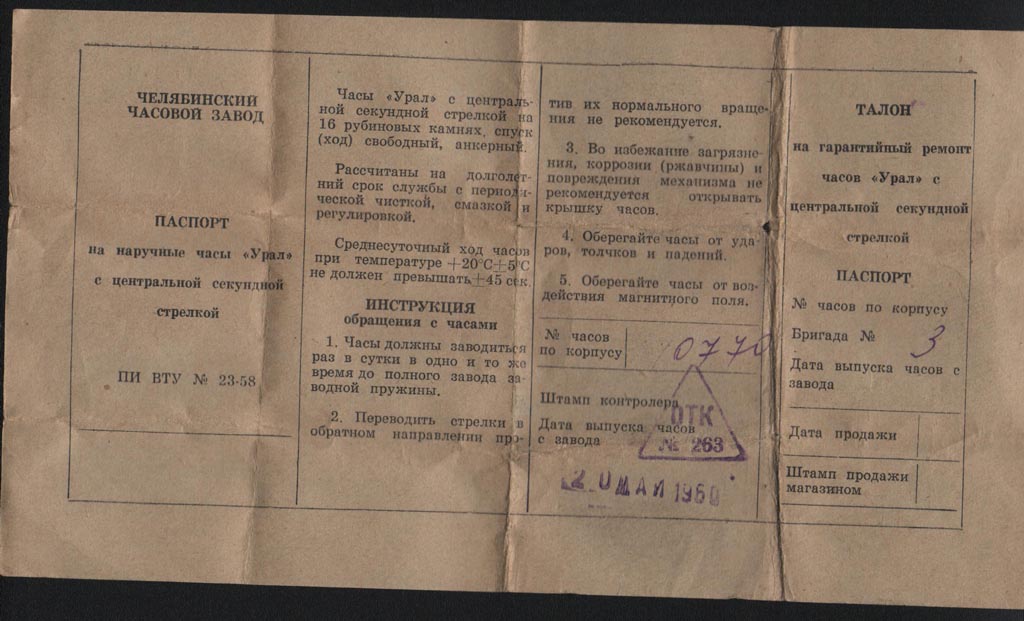 ЧЕЛЯБИНСКИЙ
ЧАСОВОЙ ЗАВОД
ПАСПОРТ
на наручные часы «Урал»
с центральной секундной
стрелкой
ПИ ВТУ № 23-58
Часы «Урал» с централь-
ной секундной стрелкой на
16 рубиновых камнях, спуск
(ход) свободный, анкерный.
Рассчитаны на долголет-
ний срок службы с периоди-
ческой чисткой, смазкой и
регулировкой.
Среднесуточный ход часов
при температуре +20°С±5°С
не должен превышать±45 сек.
ИНСТРУКЦИЯ
обращения с часами
1. Часы должны заводиться
раз в сутки в одно и то же
время до полного завода за-
водной пружины.
2. Переводить стрелки в
обратном направлении про-
тив их нормального враще-
ния не рекомендуется.
3. Во избежание загрязне-
ния, коррозии (ржавчины) и
повреждения механизма не
рекомендуется открывать
крышку часов.
4. Оберегайте часы от уда-
ров, толчков и падений.
5. Оберегайте часы от воз-
действия магнитного поля.
№ часов
по корпусу
0770
Штамп контролера
ОТК
Дата выпуска часов
с завода
№ 263
20 МАЙ 1960
ТАЛОН
на гарантийный ремонт
часов «Урал» с
центральной секундной
стрелкой
ПАСПОРТ
№ часов по корпусу
Бригада № 3
Дата выпуска часов с
завода
Дата продажи
Штамп продажи
магазином